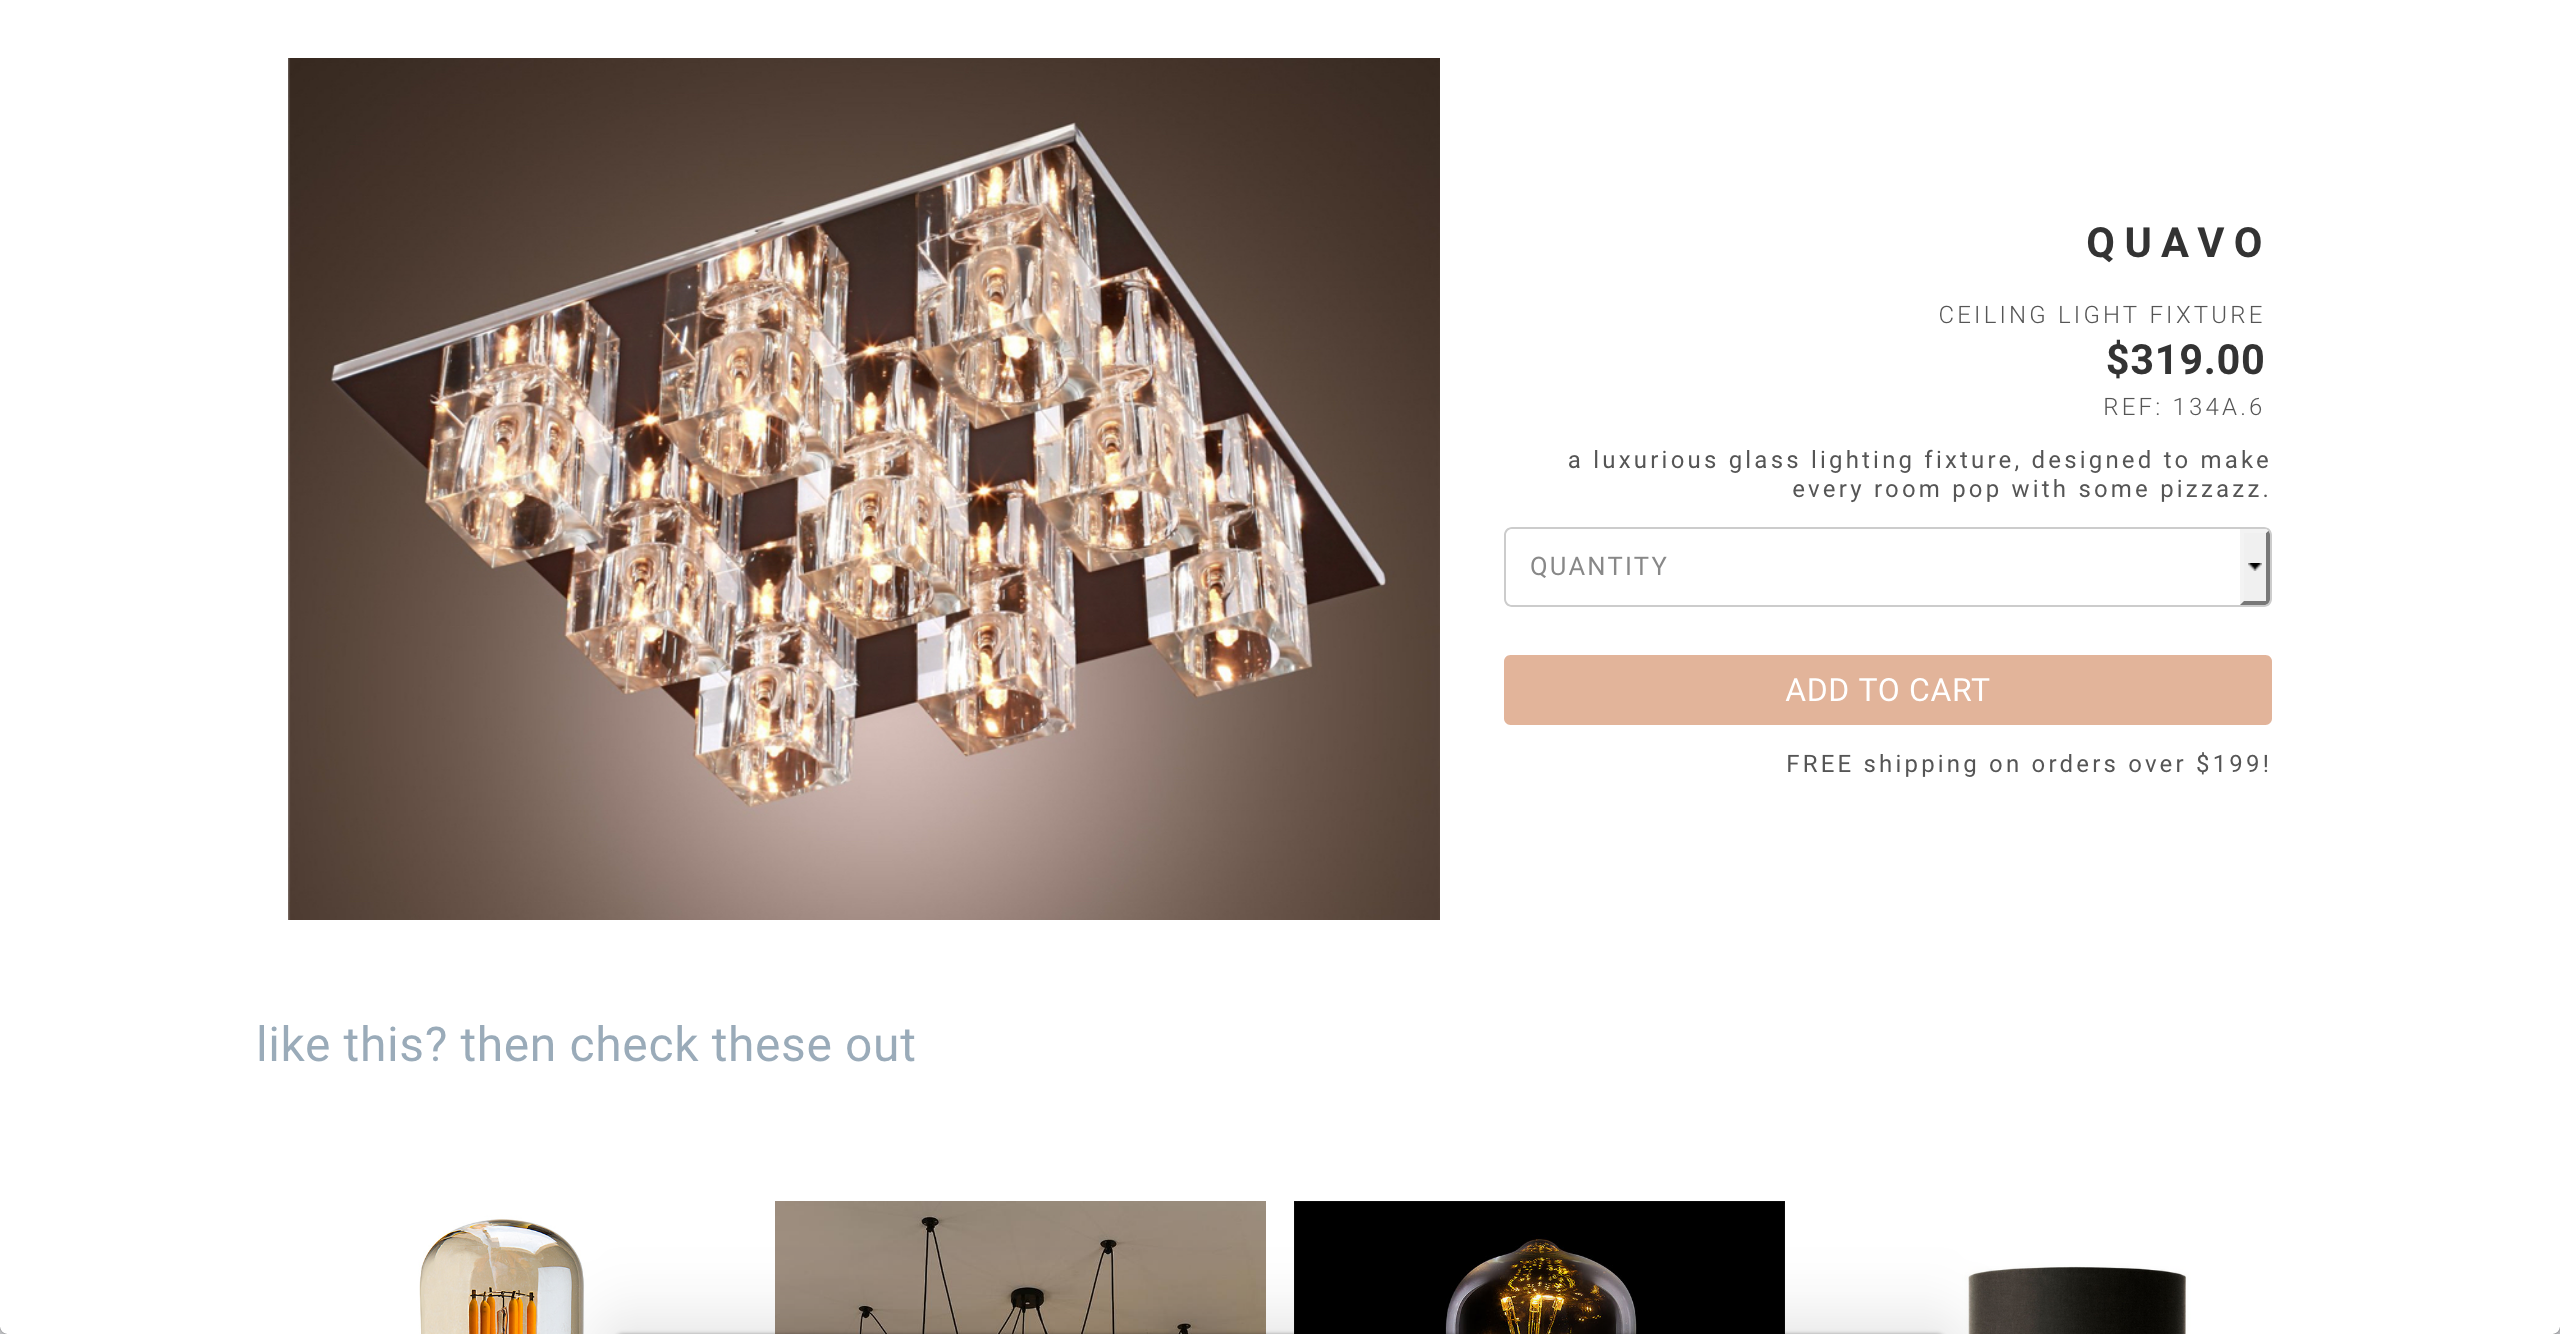 QUAVO
CEILING LIGHT FIXTURE
$319.00
REF: 134A.6
a luxurious glass lighting fixture, designed to make
every room pop with some pizzazz.
QUANTITY
ADD TO CART
FREE shipping on orders over $199!
like this? then check these out